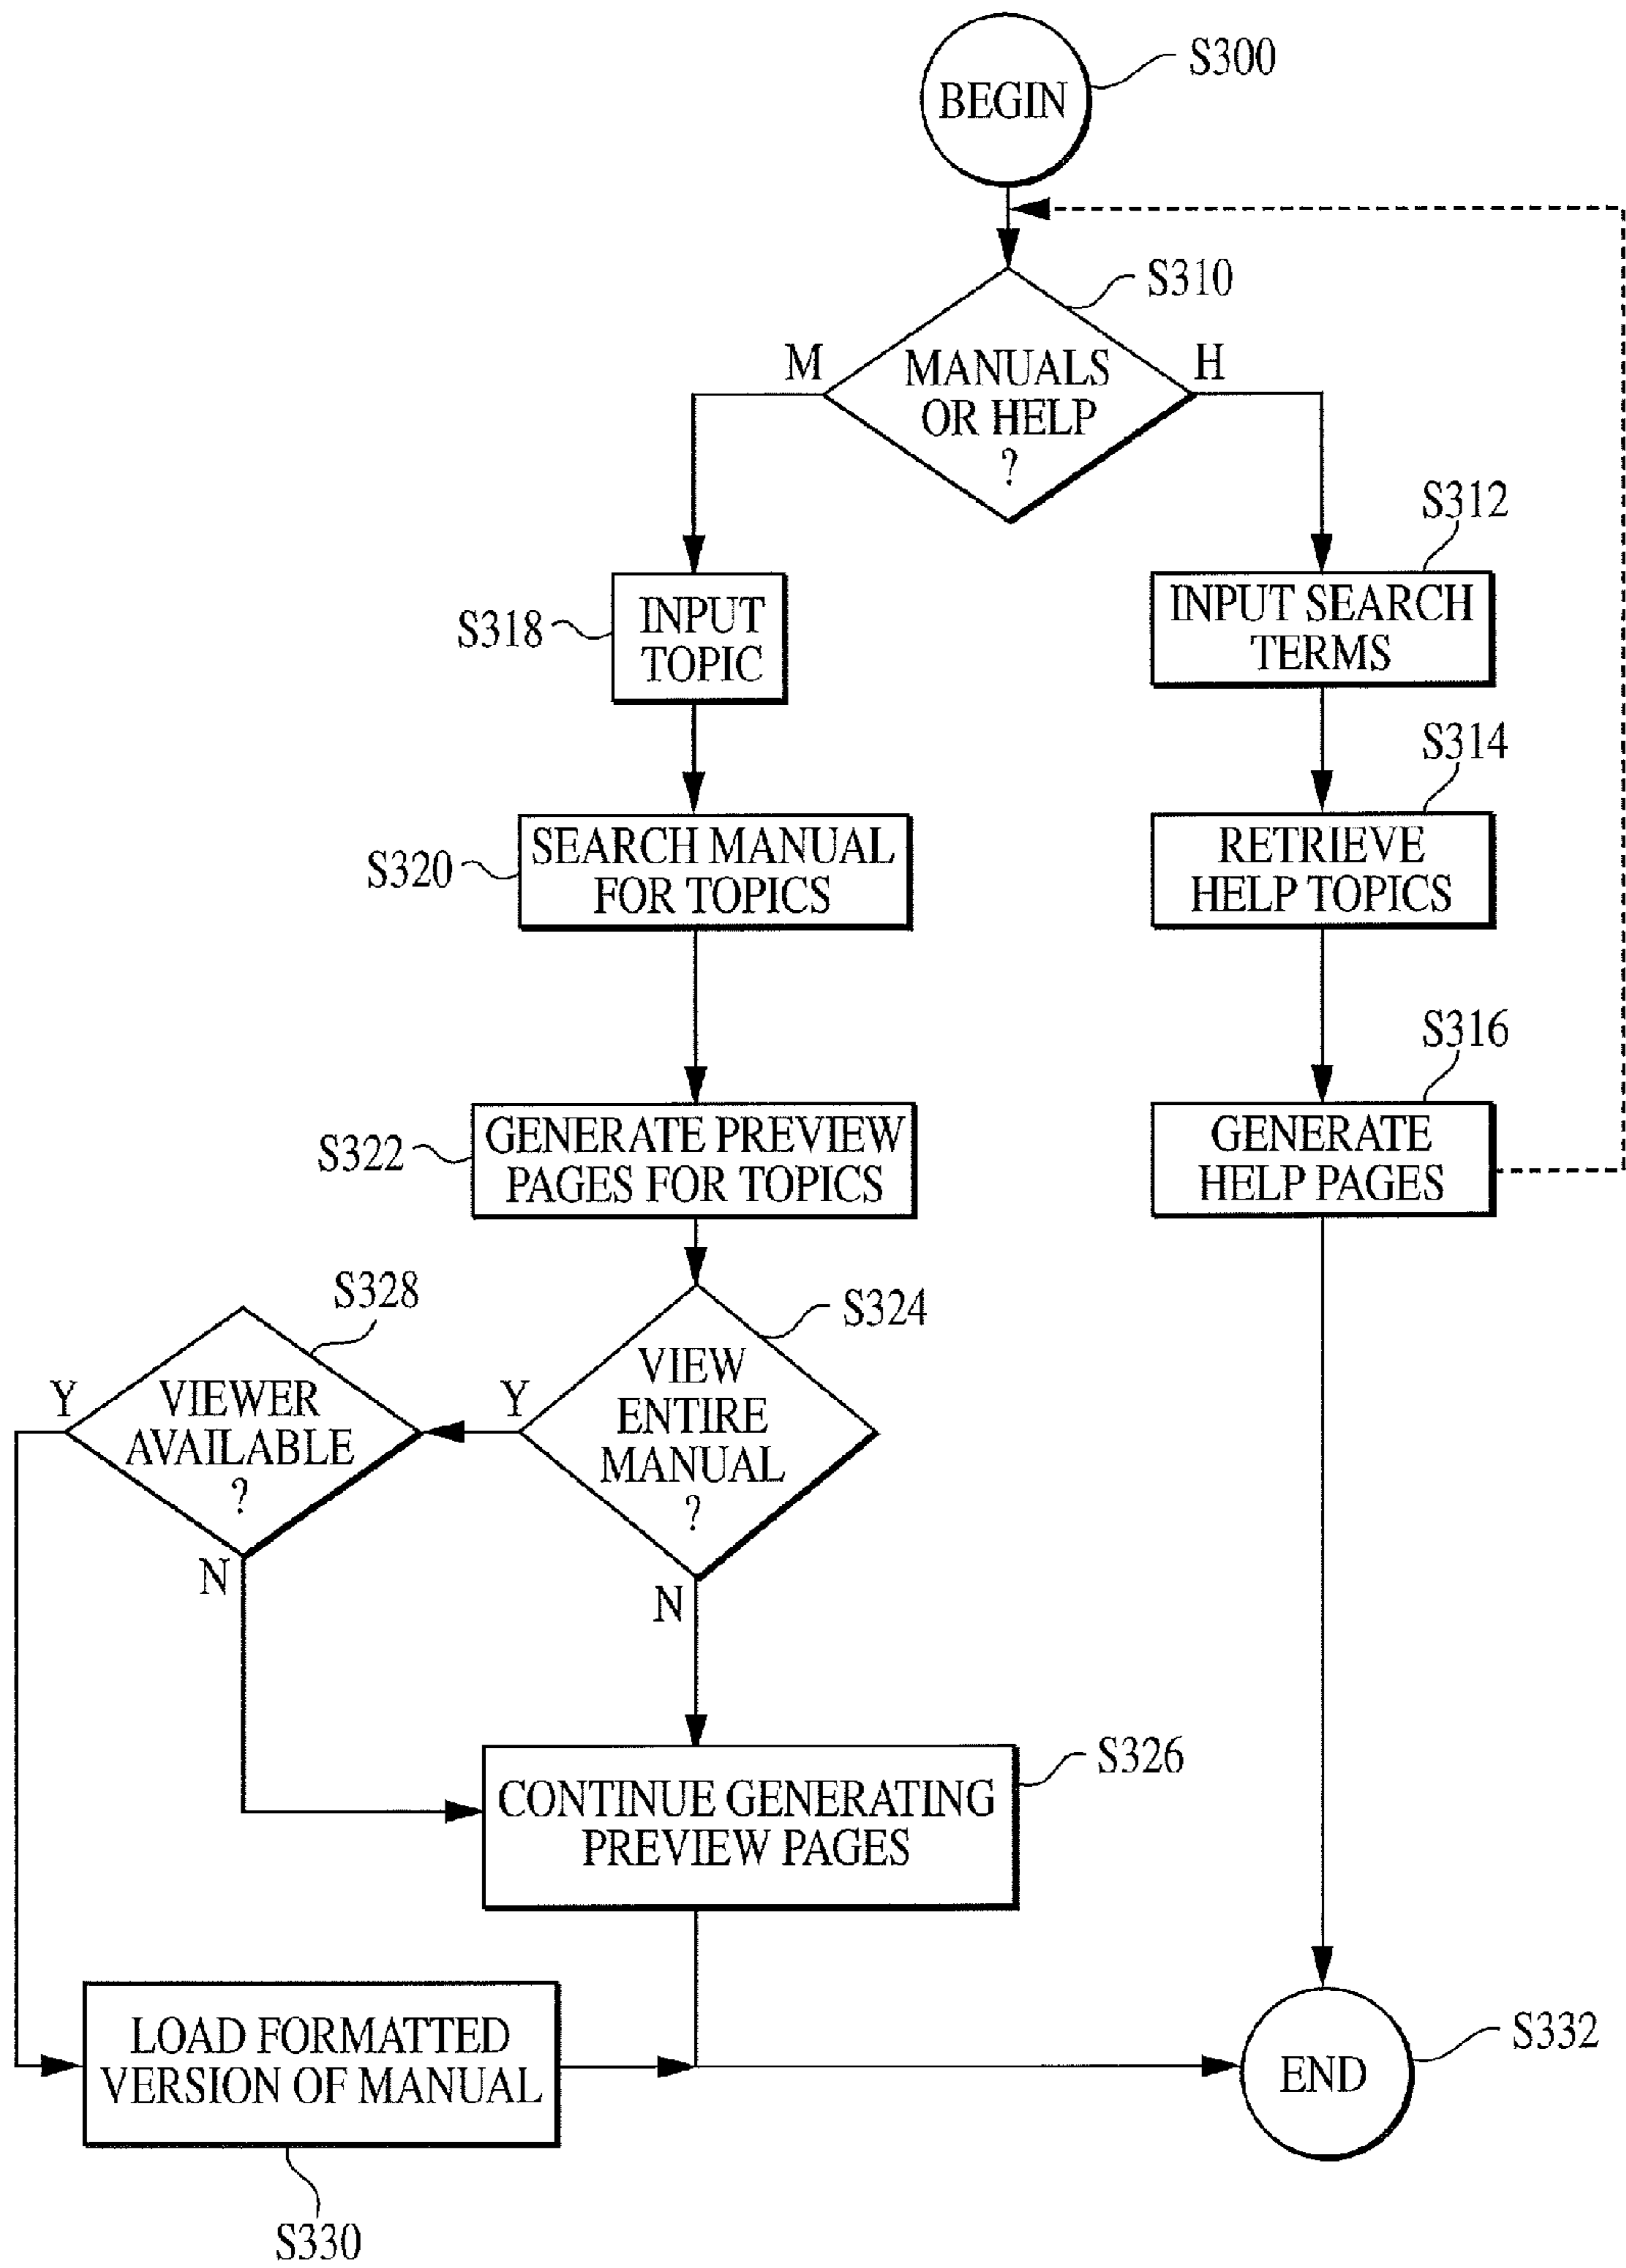 BEGIN
S300
S310
M
MANUALS
OR HELP
?
H
S312
INPUT SEARCH
TERMS
S318
INPUT
TOPIC
S314
RETRIEVE
HELP TOPICS
S320
SEARCH MANUAL
FOR TOPICS
S316
GENERATE
HELP PAGES
S322
GENERATE PREVIEW
PAGES FOR TOPICS
S328
Y
VIEWER
AVAILABLE
?
N
S324
Y
VIEW
ENTIRE
MANUAL
?
N
S326
CONTINUE GENERATING
PREVIEW PAGES
LOAD FORMATTED
VERSION OF MANUAL
S330
END
S332